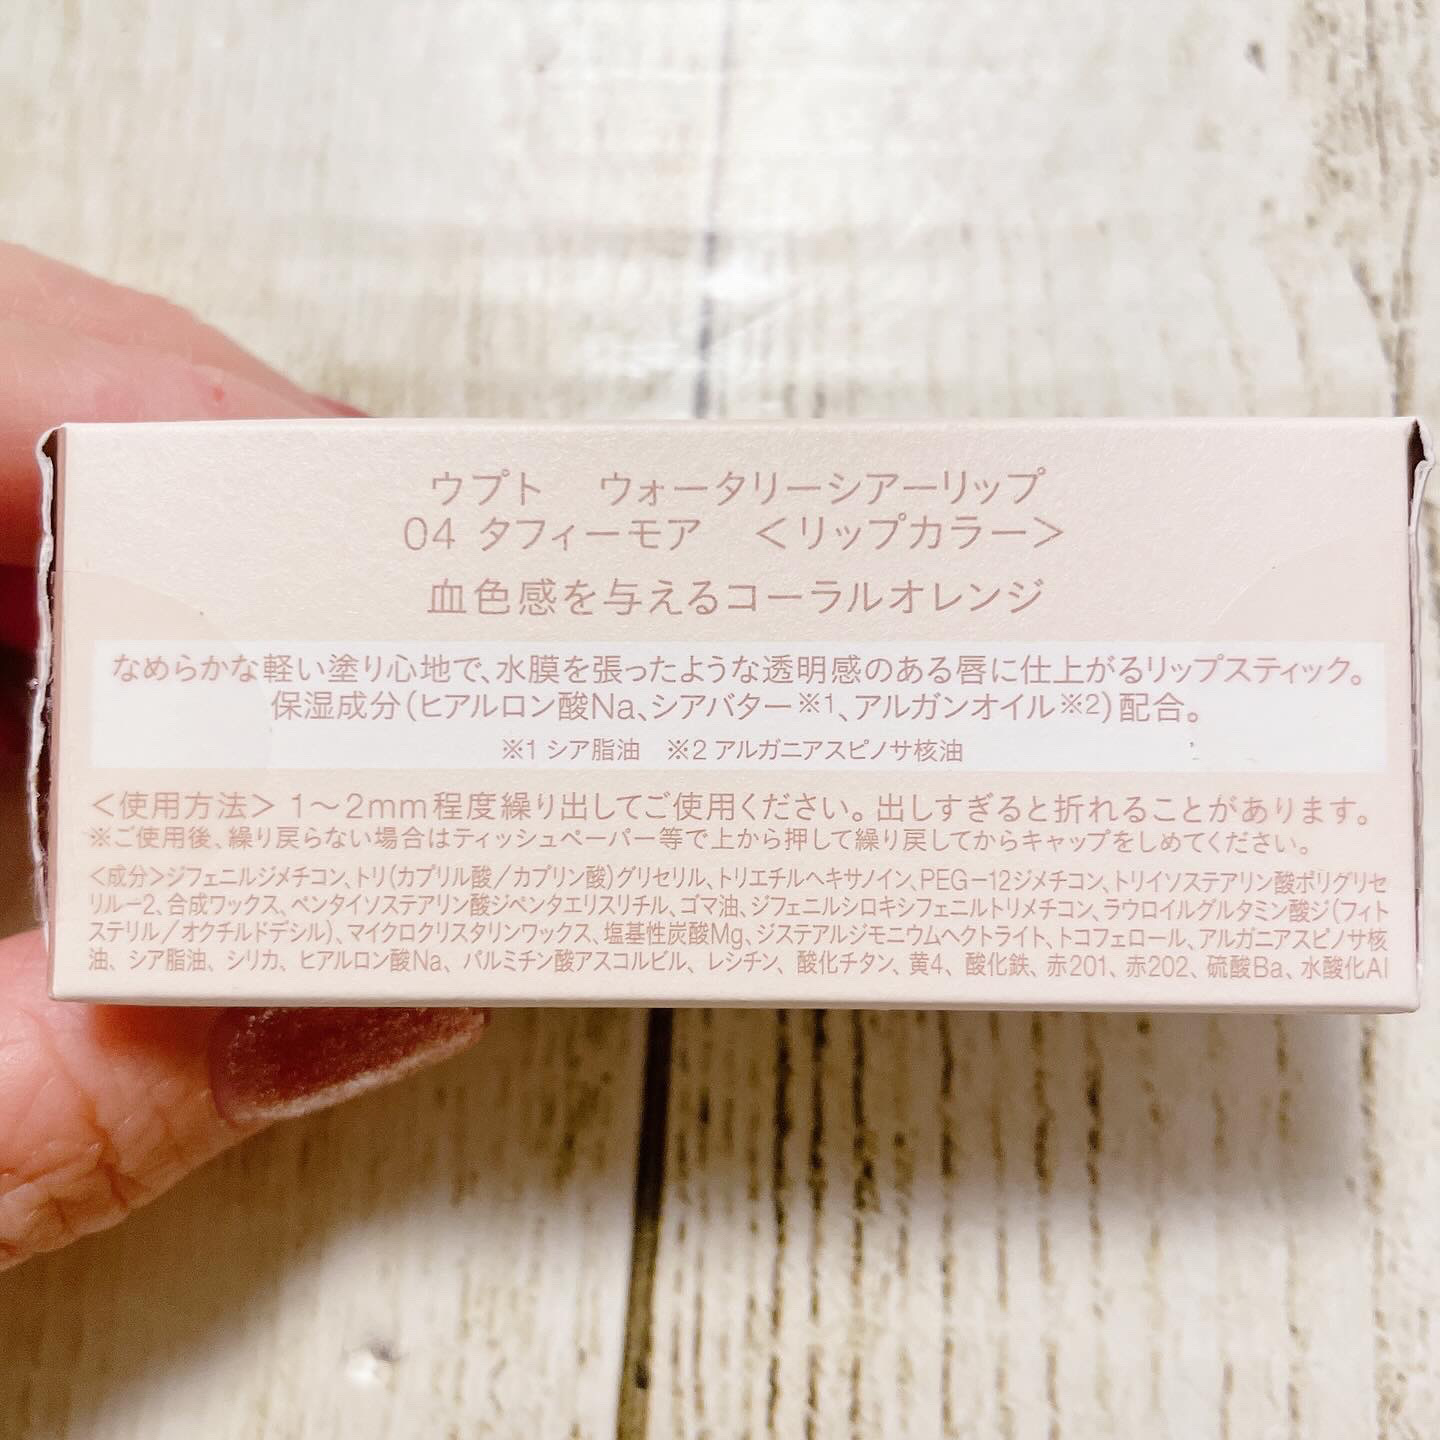 ウプト　ウォータリーシアーリップ
04 タフィーモア　＜リップカラー＞
血色感を与えるコーラルオレンジ
なめらかな軽い塗り心地で、水膜を張ったような透明感のある唇に仕上がるリップスティック。
保湿成分（ヒアルロン酸Na、シアバター※1、アルガンオイル※2）配合。
※1 シア脂油　※2 アルガニアスピノサ核油
＜使用方法＞ 1～2mm程度繰り出してご使用ください。出しすぎると折れることがあります。
※ご使用後、繰り戻らない場合はティッシュペーパー等で上から押して繰り戻してからキャップをしめてください。
＜成分＞ジフェニルジメチコン、トリ（カプリル酸／カプリン酸）グリセリル、トリエチルヘキサノイン、PEG－12ジメチコン、トリイソステアリン酸ポリグリセ
リル－2、合成ワックス、ペンタイソステアリン酸ジペンタエリスリチル、ゴマ油、ジフェニルシロキシフェニルトリメチコン、ラウロイルグルタミン酸ジ（フィト
ステリル／オクチルドデシル）、マイクロクリスタリンワックス、塩基性炭酸Mg、ジステアルジモニウムヘクトライト、トコフェロール、アルガニアスピノサ核
油、シア脂油、シリカ、ヒアルロン酸Na、パルミチン酸アスコルビル、レシチン、酸化チタン、黄4、酸化鉄、赤201、赤202、硫酸Ba、水酸化Al